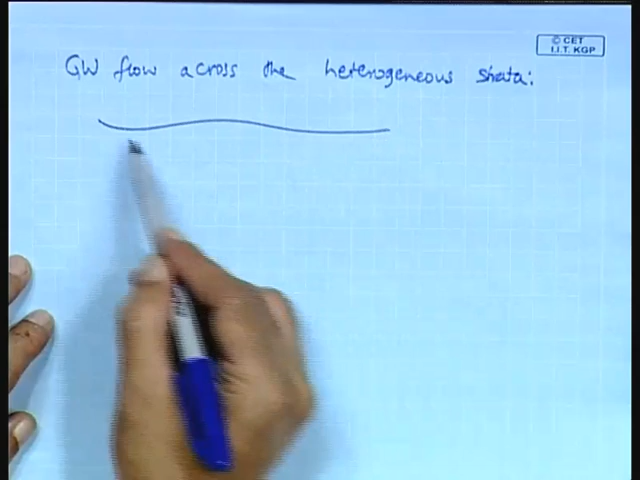 © CET
I.I.T. KGP
GW flow across the heterogeneous strata: